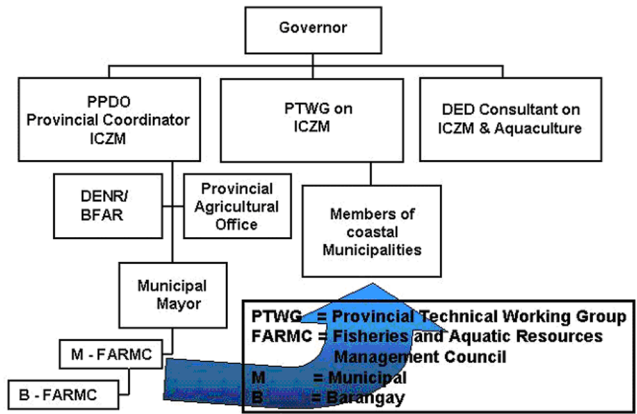 Governor
PPDO
Provincial Coordinator
ICZM
PTWG on
ICZM
DED Consultant on
ICZM & Aquaculture
DENR/
BFAR
Provincial
Agricultural
Office
Members of
coastal
Municipalities
Municipal
Mayor
M - FARMC
B - FARMC
PTWG = Provincial Technical Working Group
FARMC = Fisheries and Aquatic Resources
Management Council
M = Municipal
B = Barangay